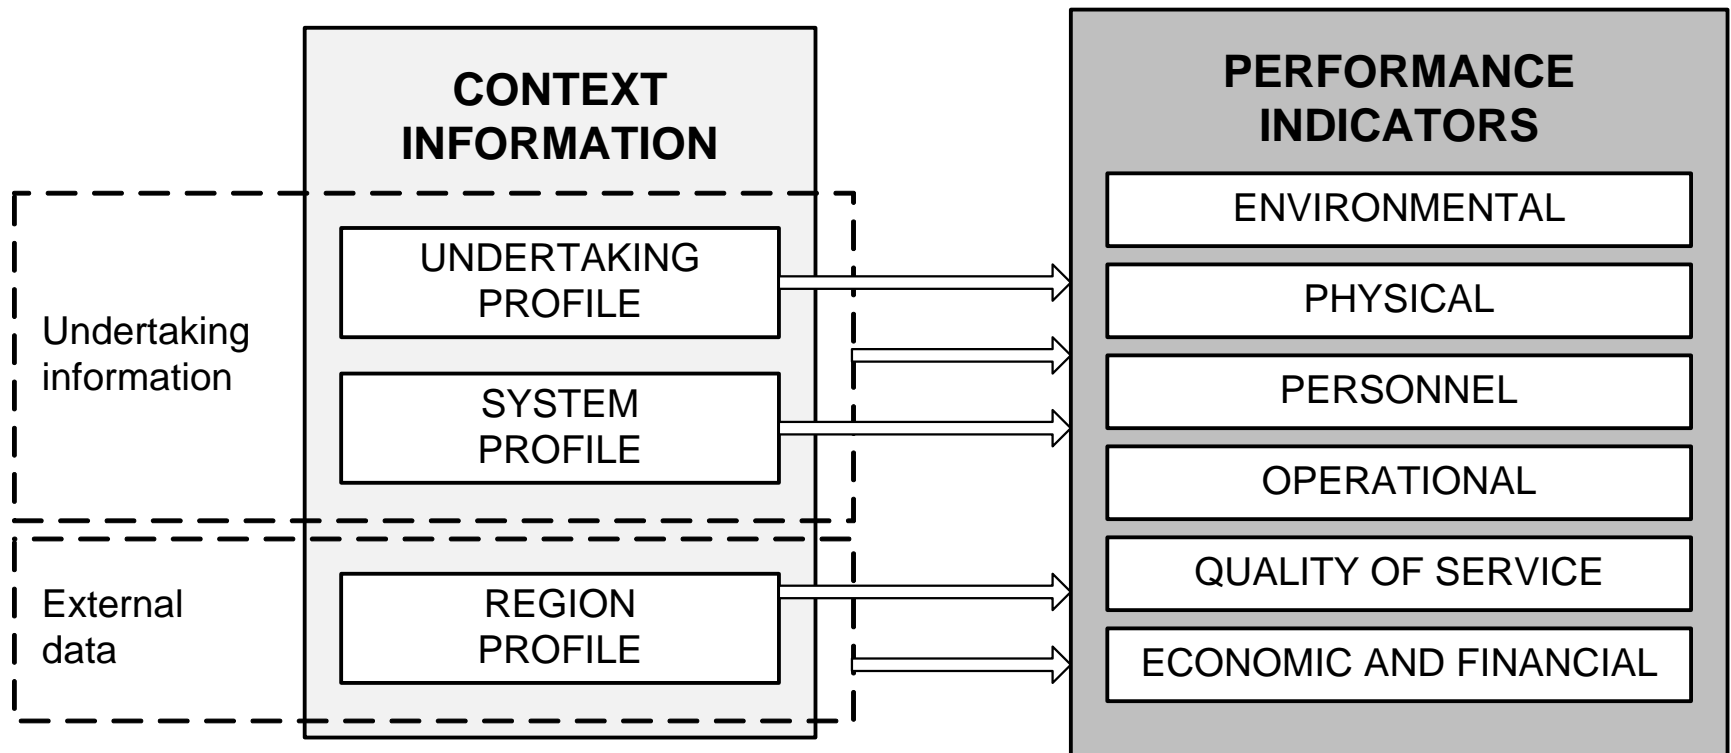 CONTEXT
INFORMATION
Undertaking
information
UNDERTAKING
PROFILE
SYSTEM
PROFILE
External
data
REGION
PROFILE
PERFORMANCE
INDICATORS
ENVIRONMENTAL
PHYSICAL
PERSONNEL
OPERATIONAL
QUALITY OF SERVICE
ECONOMIC AND FINANCIAL